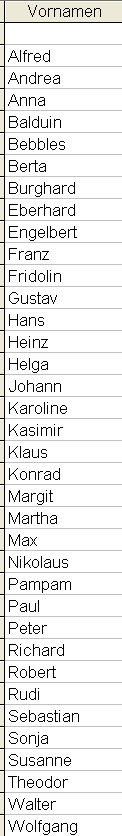 Vornamen
Alfred
Andrea
Anna
Balduin
Bebbles
Berta
Burghard
Eberhard
Engelbert
Franz
Fridolin
Gustav
Hans
Heinz
Helga
Johann
Karoline
Kasimir
Klaus
Konrad
Margit
Martha
Max
Nikolaus
Pampam
Paul
Peter
Richard
Robert
Rudi
Sebastian
Sonja
Susanne
Theodor
Walter
Wolfgang